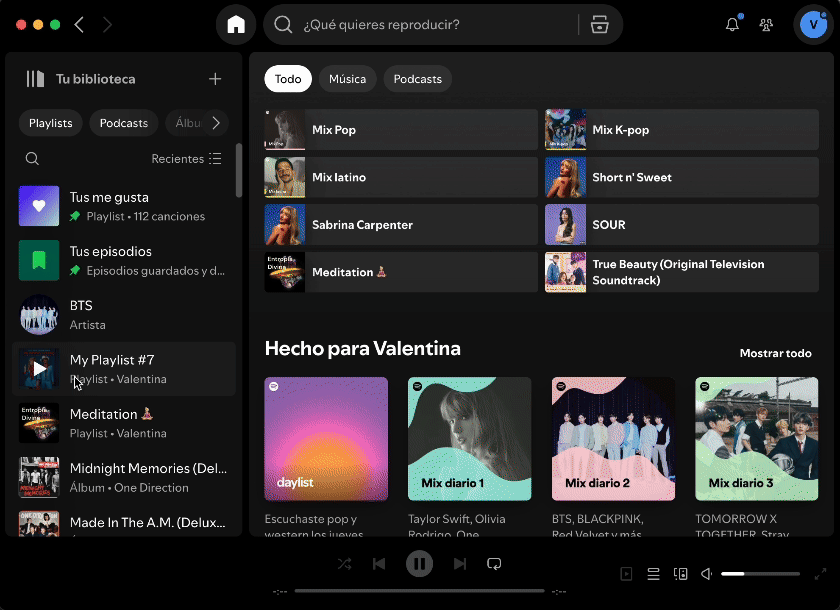 ¿Qué quieres reproducir?
V
Tu biblioteca
Playlists
Podcasts
Álbu
Recientes
Tus me gusta
Playlist • 112 canciones
Tus episodios
Episodios guardados y d...
BTS
Artista
My Playlist #7
Playlist • Valentina
Meditation
Playlist • Valentina
Midnight Memories (Del...
Álbum • One Direction
Made In The A.M. (Delux...
Todo
Música
Podcasts
Mix Pop
Mix K-pop
Mix latino
Short n' Sweet
Sabrina Carpenter
SOUR
Meditation
True Beauty (Original Television
Soundtrack)
Hecho para Valentina
Mostrar todo
daylist
Mix diario 1
Mix diario 2
Mix diario 3
Escuchaste pop y
western los jueves
Taylor Swift, Olivia
Rodrigo, One
BTS, BLACKPINK,
Red Velvet y más
TOMORROW X
TOGETHER, Stray
-:--
-:--